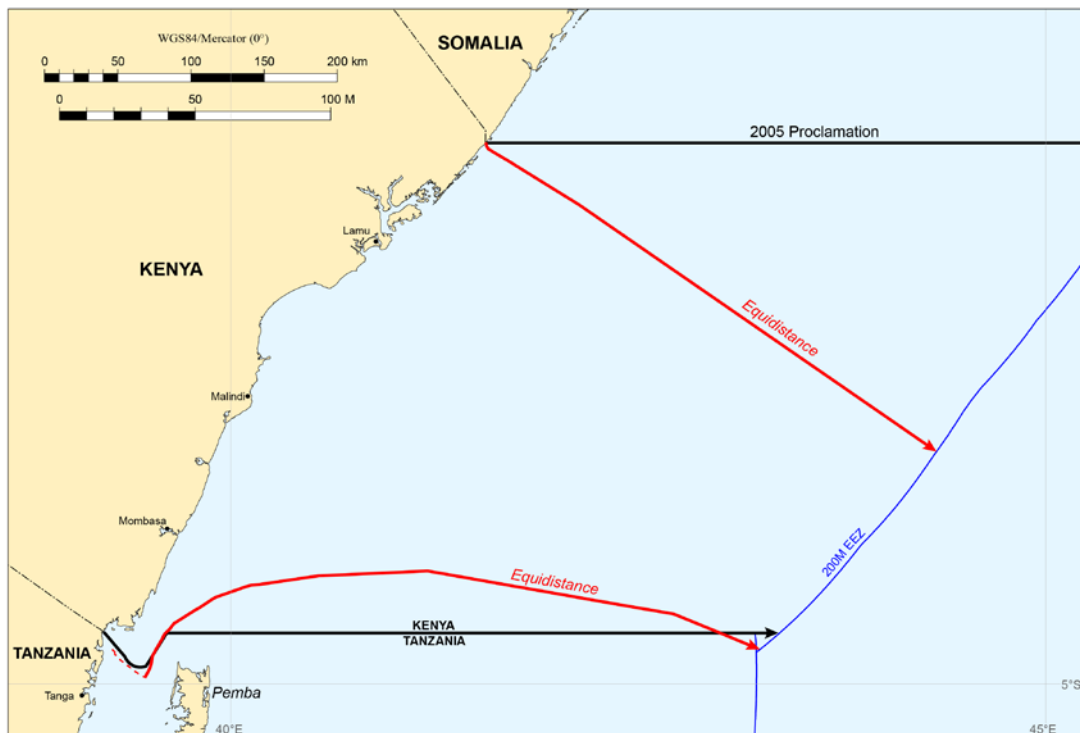 WGS84/Mercator (0°)
0 50 100 150 200 km
0 50 100 M
SOMALIA
2005 Proclamation
Lamu
KENYA
Equidistance
Malindi
Mombasa
200M EEZ
Equidistance
KENYA
TANZANIA
TANZANIA
Tanga
Pemba
5°S
40°E
45°E